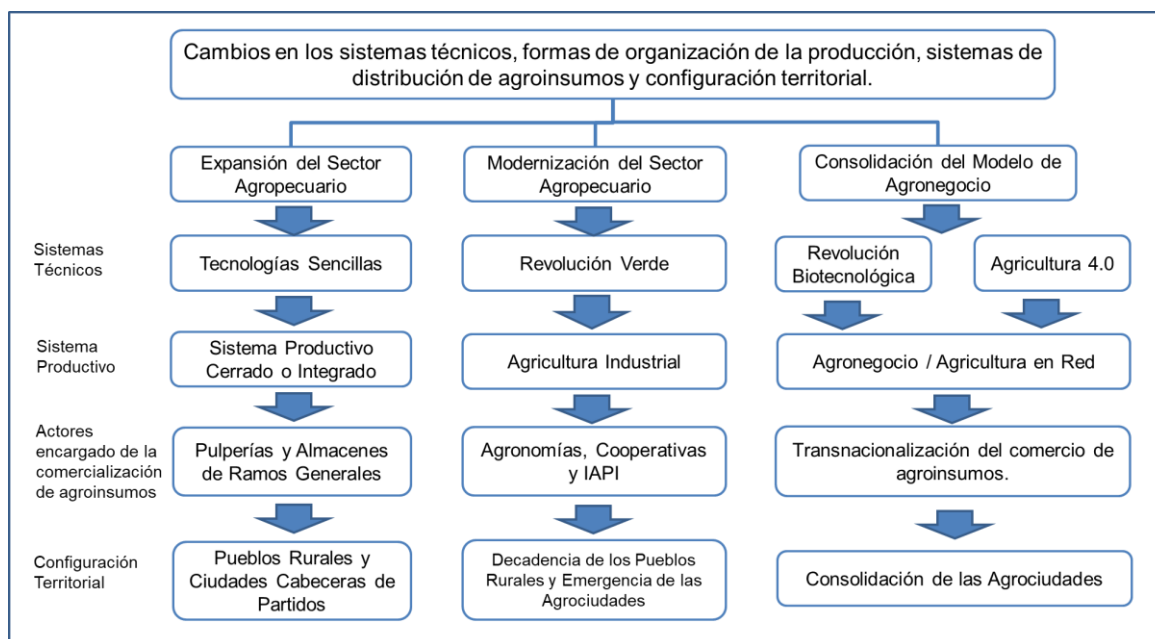 Cambios en los sistemas técnicos, formas de organización de la producción, sistemas de
distribución de agroinsumos y configuración territorial.
Expansión del Sector
Agropecuario
Modernización del Sector
Agropecuario
Consolidación del Modelo de
Agronegocio
Sistemas
Técnicos
Tecnologías Sencillas
Revolución Verde
Revolución
Biotecnológica
Agricultura 4.0
Sistema
Productivo
Sistema Productivo
Cerrado o Integrado
Agricultura Industrial
Agronegocio / Agricultura en Red
Actores
encargado de la
comercialización
de agroinsumos
Pulperías y Almacenes
de Ramos Generales
Agronomías, Cooperativas
y IAPI
Transnacionalización del comercio de
agroinsumos.
Configuración
Territorial
Pueblos Rurales y
Ciudades Cabeceras de
Partidos
Decadencia de los Pueblos
Rurales y Emergencia de las
Agrociudades
Consolidación de las Agrociudades